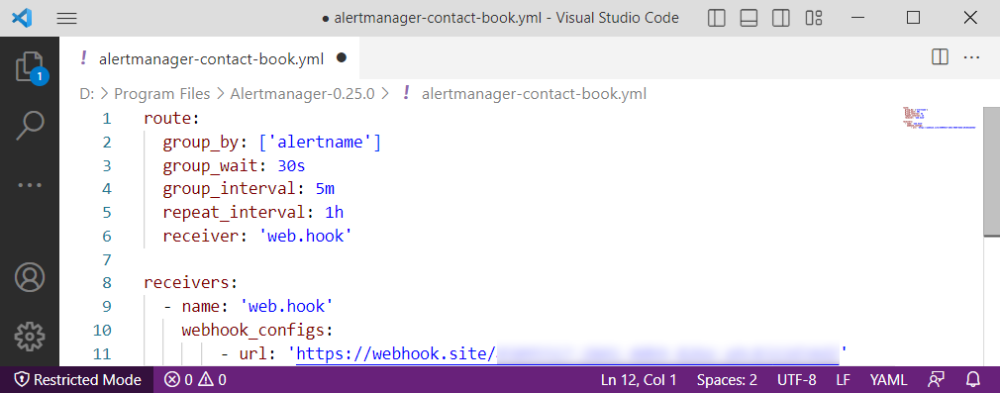 ● alertmanager-contact-book.yml - Visual Studio Code
! alertmanager-contact-book.yml ●
1
D: > Program Files > Alertmanager-0.25.0 > ! alertmanager-contact-book.yml
1 route:
2 group_by: ['alertname']
3 group_wait: 30s
4 group_interval: 5m
5 repeat_interval: 1h
6 receiver: 'web.hook'
7
8 receivers:
9 - name: 'web.hook'
10 webhook_configs:
11 - url: 'https://webhook.site/ '
Restricted Mode 0 0 Ln 12, Col 1 Spaces: 2 UTF-8 LF YAML